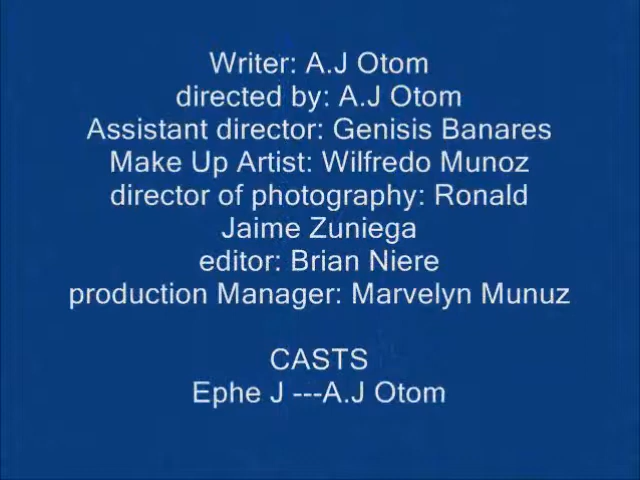 Writer: A.J Otom
directed by: A.J Otom
Assistant director: Genisis Banares
Make Up Artist: Wilfredo Munoz
director of photography: Ronald
Jaime Zuniega
editor: Brian Niere
production Manager: Marvelyn Munuz
CASTS
Ephe J ---A.J Otom